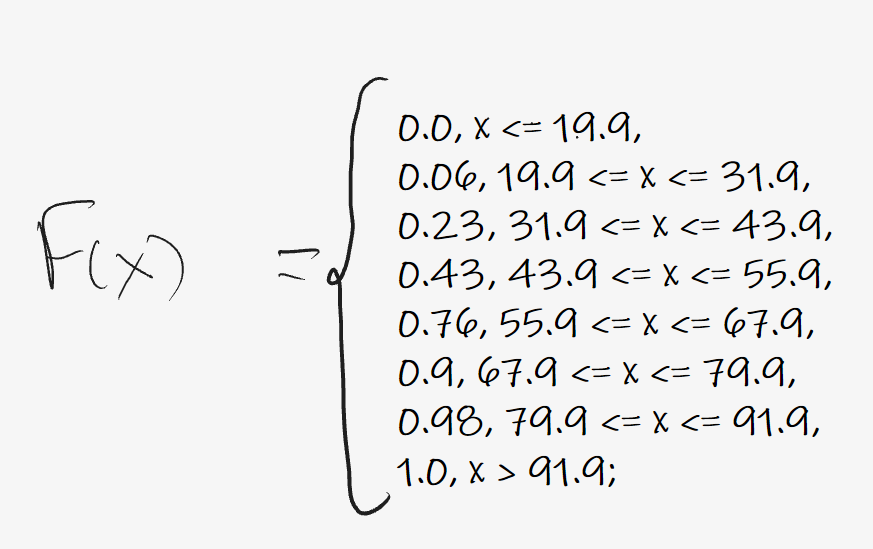 F(x) =
0.0, x <= 19.9,
0.06, 19.9 <= x <= 31.9,
0.23, 31.9 <= x <= 43.9,
0.43, 43.9 <= x <= 55.9,
0.76, 55.9 <= x <= 67.9,
0.9, 67.9 <= x <= 79.9,
0.98, 79.9 <= x <= 91.9,
1.0, x > 91.9;